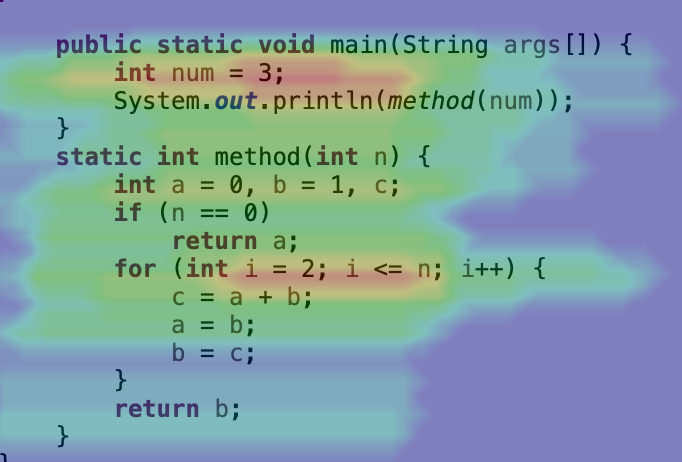 public static void main(String args[]) {
int num = 3;
System.out.println(method(num));
}
static int method(int n) {
int a = 0, b = 1, c;
if (n == 0)
return a;
for (int i = 2; i <= n; i++) {
c = a + b;
a = b;
b = c;
}
return b;
}
}